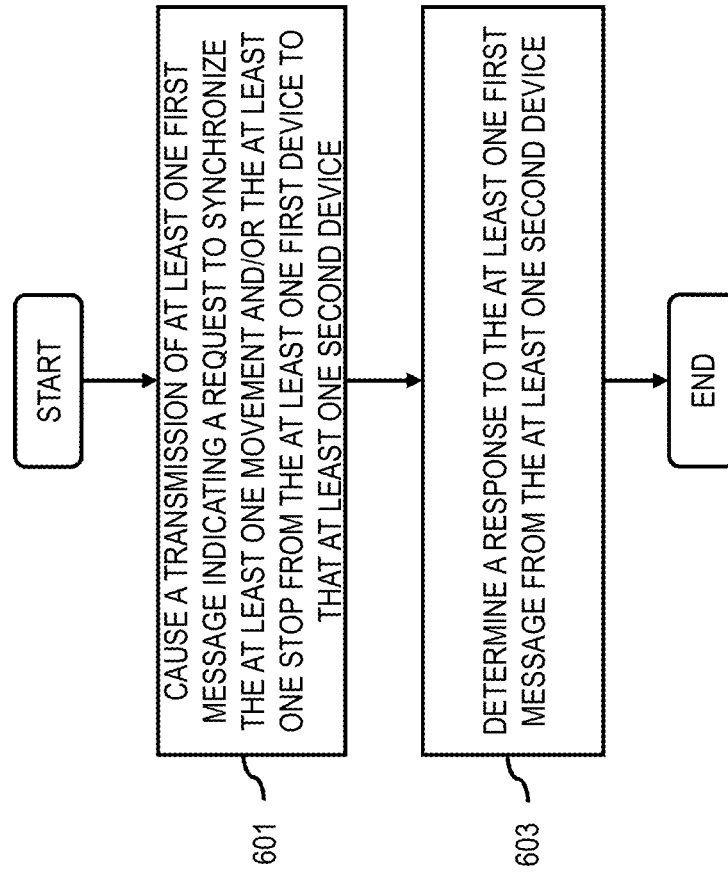 START
CAUSE A TRANSMISSION OF AT LEAST ONE FIRST
MESSAGE INDICATING A REQUEST TO SYNCHRONIZE
THE AT LEAST ONE MOVEMENT AND/OR THE AT LEAST
ONE STOP FROM THE AT LEAST ONE FIRST DEVICE TO
THAT AT LEAST ONE SECOND DEVICE
601
DETERMINE A RESPONSE TO THE AT LEAST ONE FIRST
MESSAGE FROM THE AT LEAST ONE SECOND DEVICE
603
END